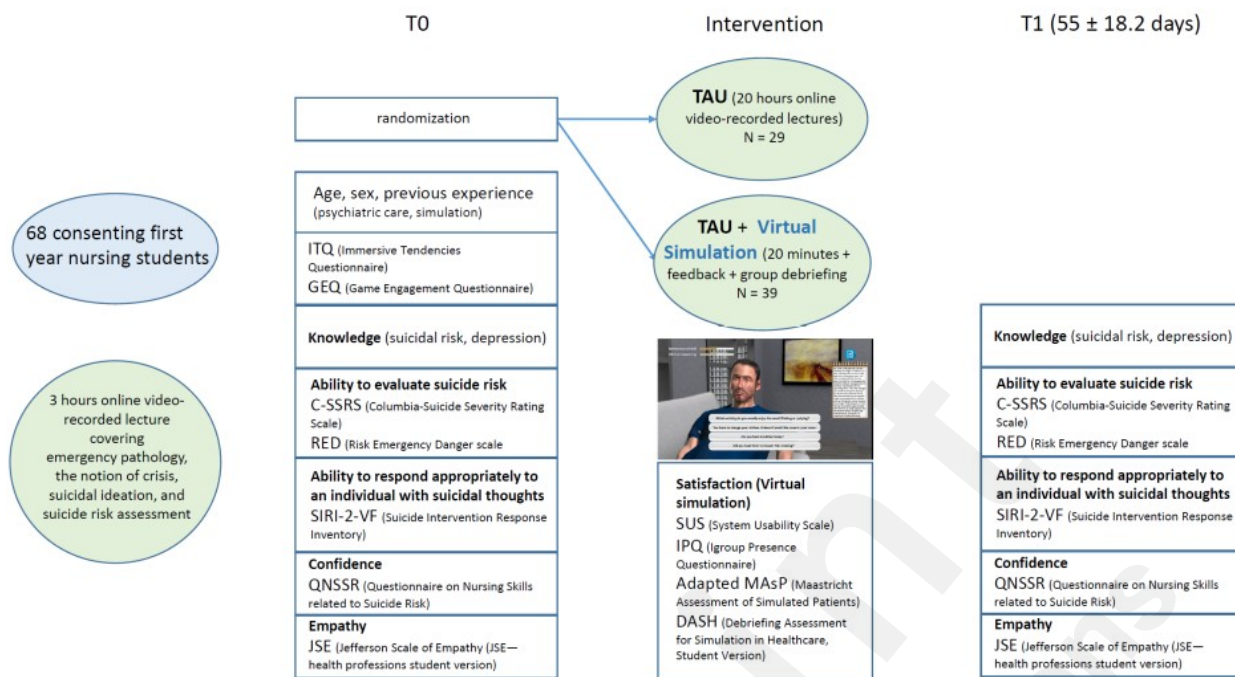 T0
Intervention
T1 (55 ± 18.2 days)
68 consenting first
year nursing students
3 hours online video-
recorded lecture
covering
emergency pathology,
the notion of crisis,
suicidal ideation, and
suicide risk assessment
randomization
Age, sex, previous experience
(psychiatric care, simulation)
ITQ (Immersive Tendencies
Questionnaire)
GEQ (Game Engagement Questionnaire)
Knowledge (suicidal risk, depression)
Ability to evaluate suicide risk
C-SSRS (Columbia-Suicide Severity Rating
Scale)
RED (Risk Emergency Danger scale
Ability to respond appropriately to
an individual with suicidal thoughts
SIRI-2-VF (Suicide Intervention Response
Inventory)
Confidence
QNSSR (Questionnaire on Nursing Skills
related to Suicide Risk)
Empathy
JSE (Jefferson Scale of Empathy (JSE—
health professions student version)
TAU (20 hours online
video-recorded lectures)
N = 29
TAU + Virtual
Simulation (20 minutes +
feedback + group debriefing
N = 39
Satisfaction (Virtual
simulation)
SUS (System Usability Scale)
IPQ (Igroup Presence
Questionnaire)
Adapted MAsP (Maastricht
Assessment of Simulated Patients)
DASH (Debriefing Assessment
for Simulation in Healthcare,
Student Version)
Knowledge (suicidal risk, depression)
Ability to evaluate suicide risk
C-SSRS (Columbia-Suicide Severity Rating
Scale)
RED (Risk Emergency Danger scale
Ability to respond appropriately to
an individual with suicidal thoughts
SIRI-2-VF (Suicide Intervention Response
Inventory)
Confidence
QNSSR (Questionnaire on Nursing Skills
related to Suicide Risk)
Empathy
JSE (Jefferson Scale of Empathy (JSE—
health professions student version)